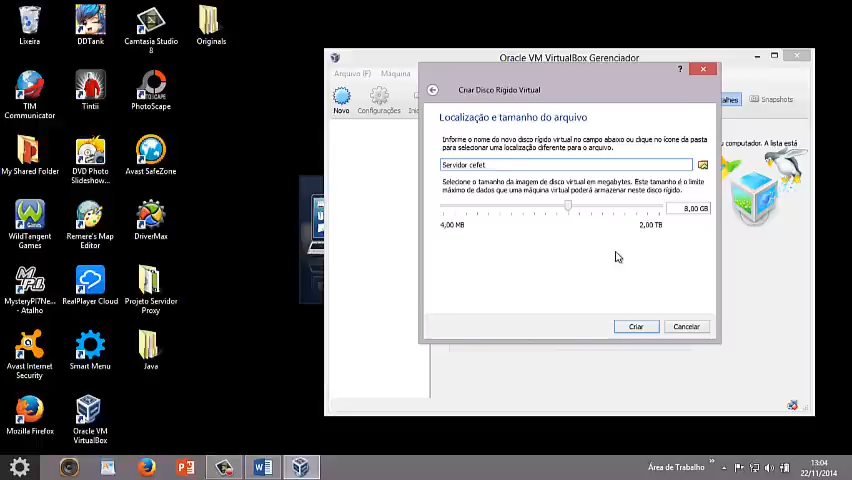 Lixeira
DDTank
Camtasia Studio
8
Originals
TIM
Communicator
Tintii
PhotoScape
My Shared Folder
DVD Photo
Slideshow...
Avast SafeZone
WildTangent
Games
Remere's Map
Editor
DriverMax
MysteryPI7Ne...
- Atalho
RealPlayer Cloud
Projeto Servidor
Proxy
Avast Internet
Security
Smart Menu
Java
Mozilla Firefox
Oracle VM
VirtualBox
Oracle VM VirtualBox Gerenciador
Arquivo (F)
Máquina
Novo
Configurações
Snapshots
computador. A lista está
?
Criar Disco Rígido Virtual
Localização e tamanho do arquivo
Informe o nome do novo disco rígido virtual no campo abaixo ou clique no ícone da pasta
para selecionar uma localização diferente para o arquivo.
Servidor cefet
Selecione o tamanho da imagem de disco virtual em megabytes. Este tamanho é o limite
máximo de dados que uma máquina virtual poderá armazenar neste disco rígido.
8,00 GB
4,00 MB
2,00 TB
Criar
Cancelar
Área de Trabalho
13:04
22/11/2014